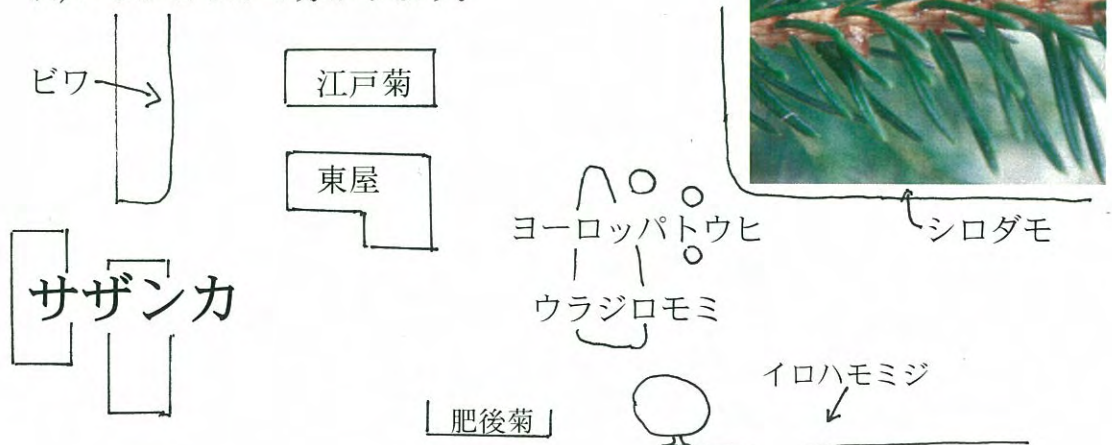 ビワ
江戸菊
東屋
ヨーロッパトウヒ
シロダモ
サザンカ
ウラジロモミ
イロハモミジ
肥後菊